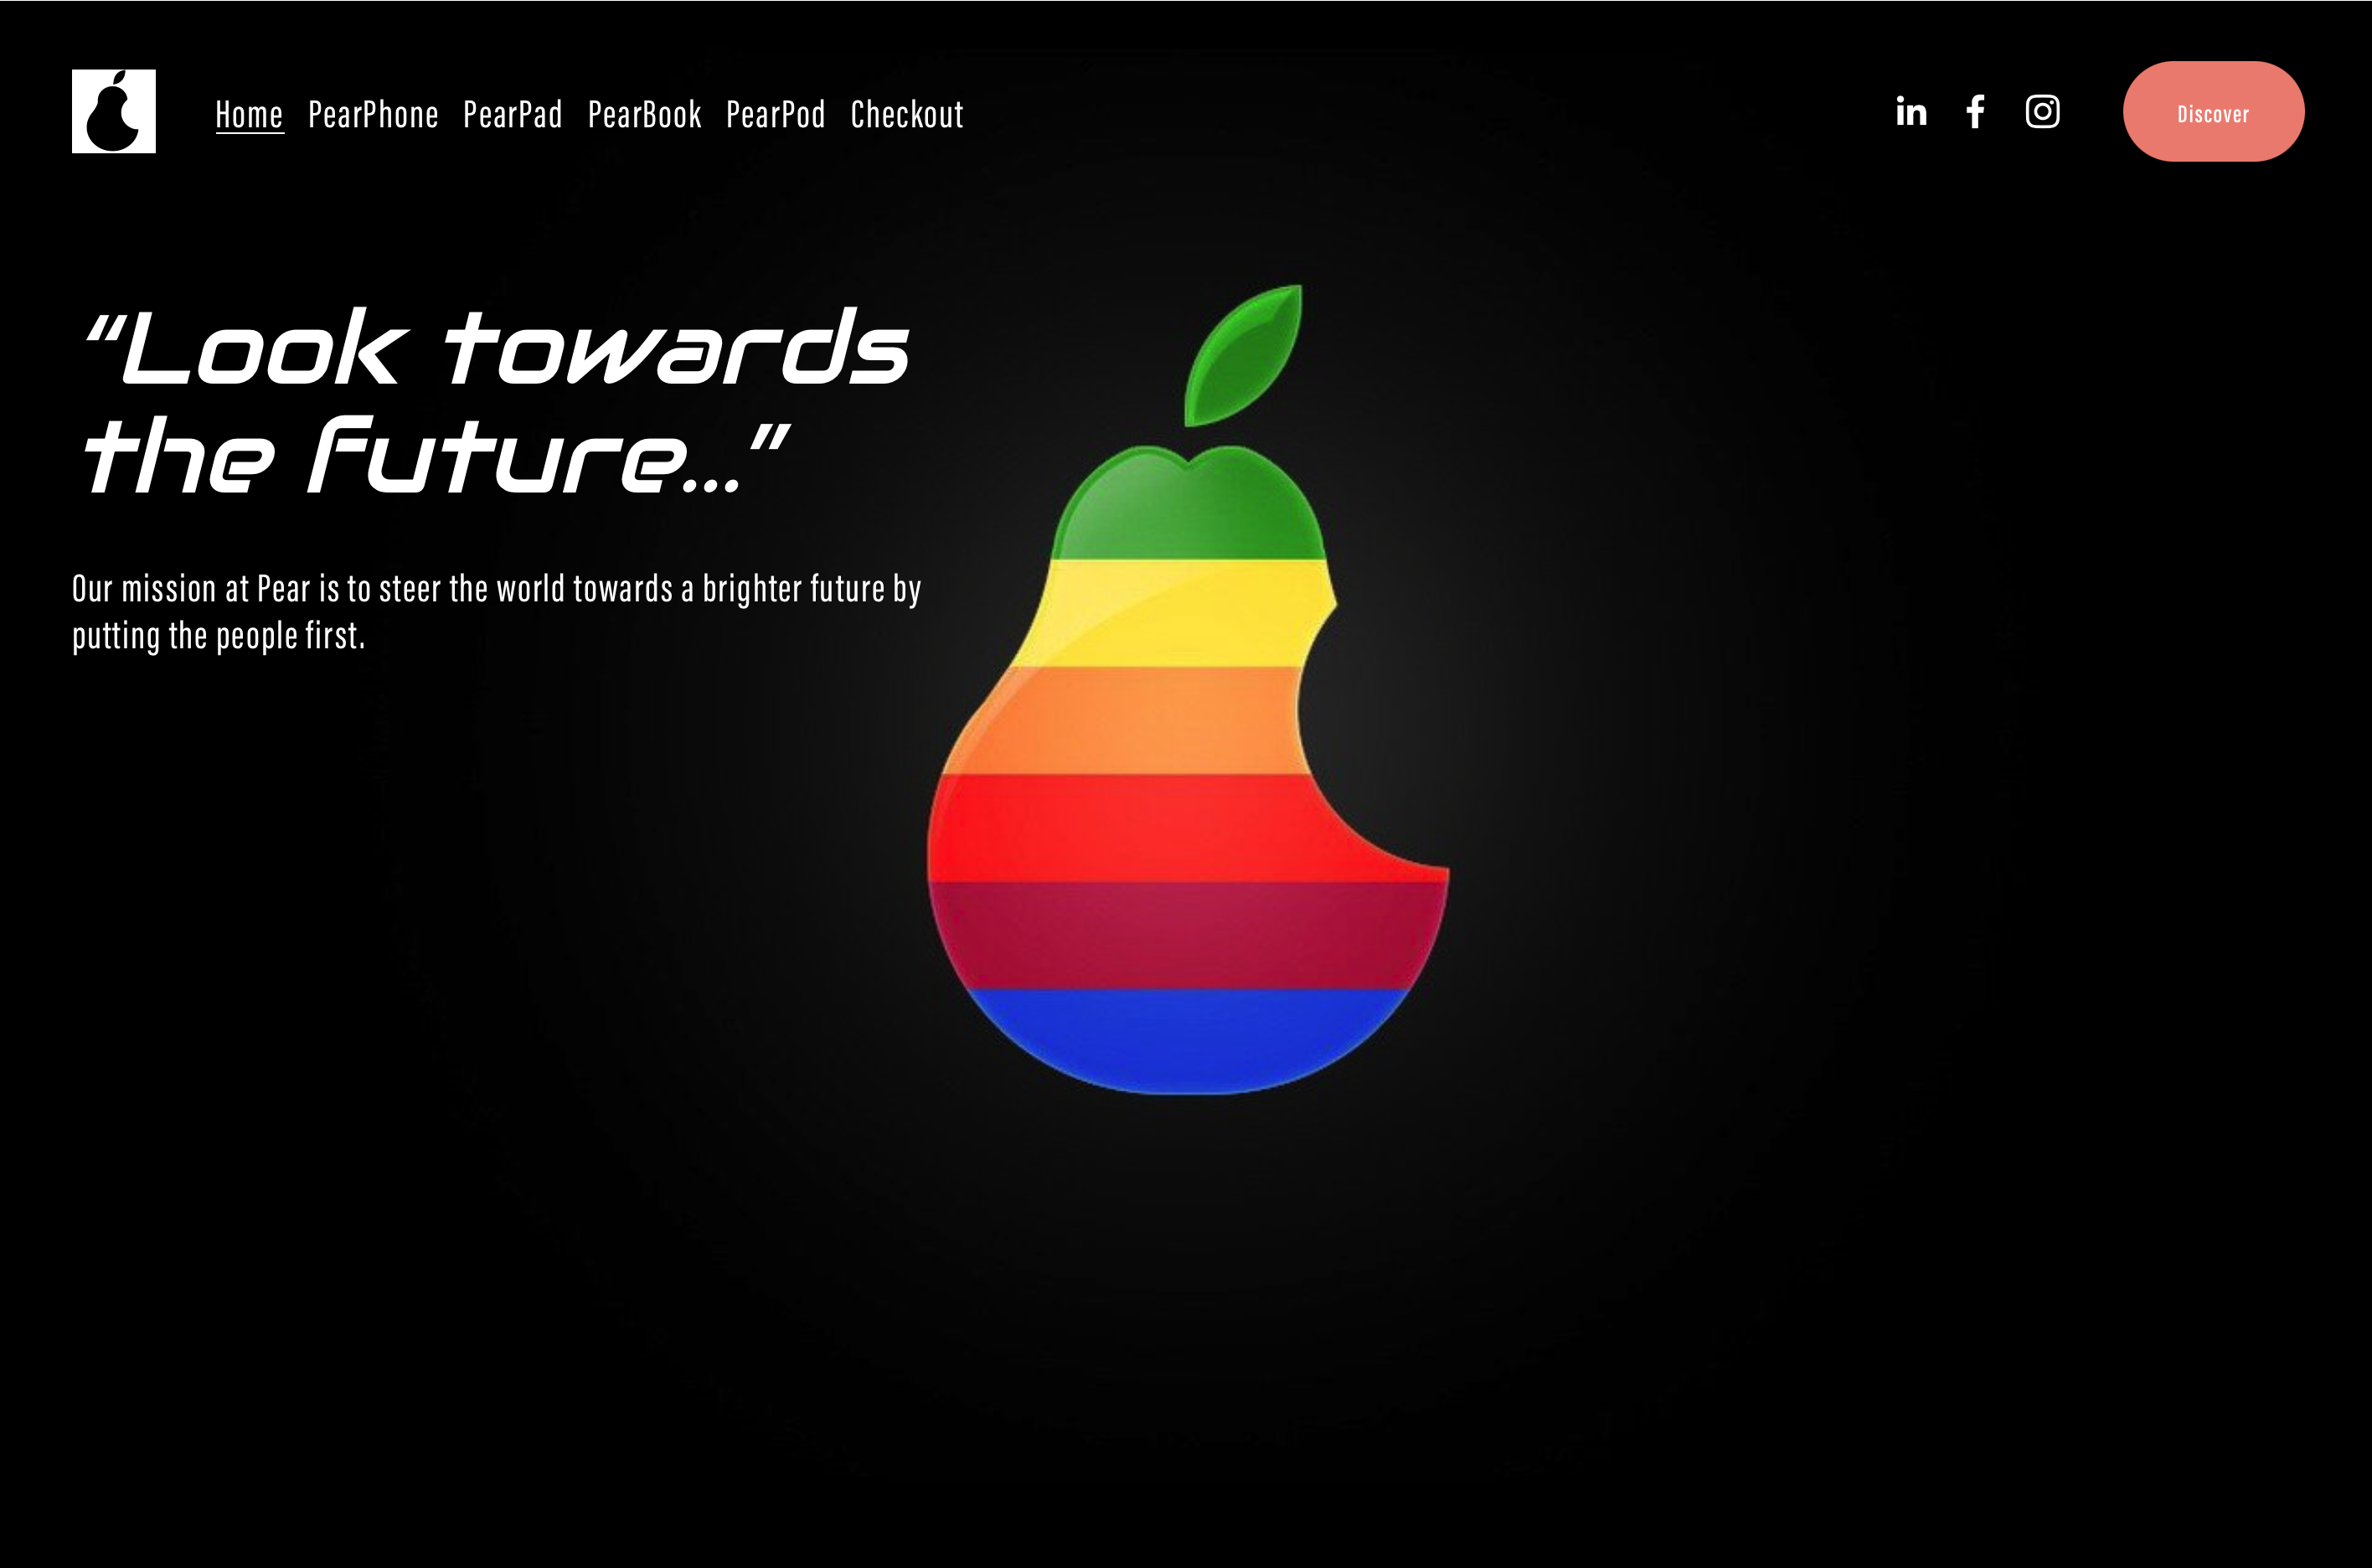 Home PearPhone PearPad PearBook PearPod Checkout
in f Discover
“Look towards
the future...”
Our mission at Pear is to steer the world towards a brighter future by
putting the people first.